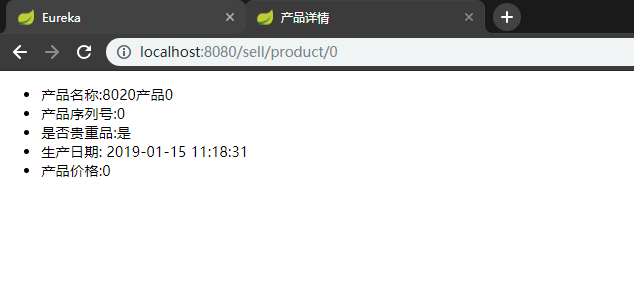 Eureka
产品详情
localhost:8080/sell/product/0
产品名称:8020产品0
产品序列号:0
是否贵重品:是
生产日期: 2019-01-15 11:18:31
产品价格:0